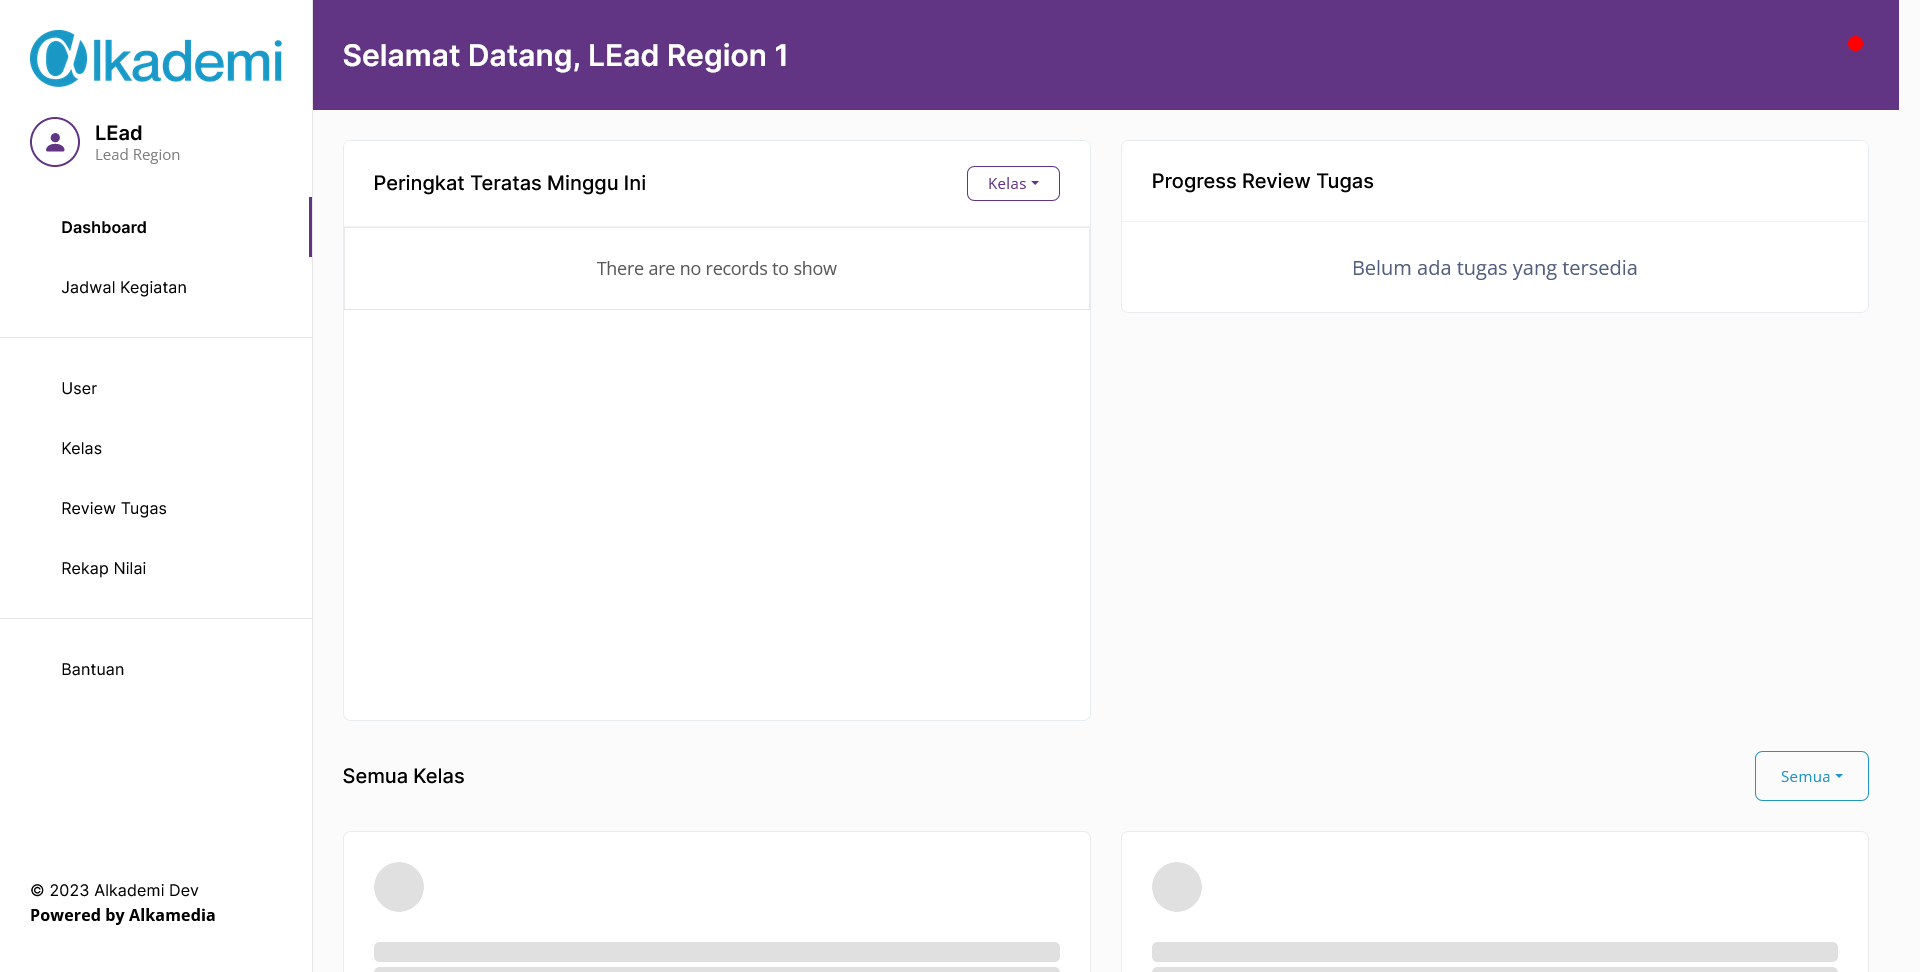 Alkademi
LEad
Lead Region
Dashboard
Jadwal Kegiatan
User
Kelas
Review Tugas
Rekap Nilai
Bantuan
© 2023 Alkademi Dev
Powered by Alkamedia
Selamat Datang, LEad Region 1
Peringkat Teratas Minggu Ini
Kelas
There are no records to show
Progress Review Tugas
Belum ada tugas yang tersedia
Semua Kelas
Semua